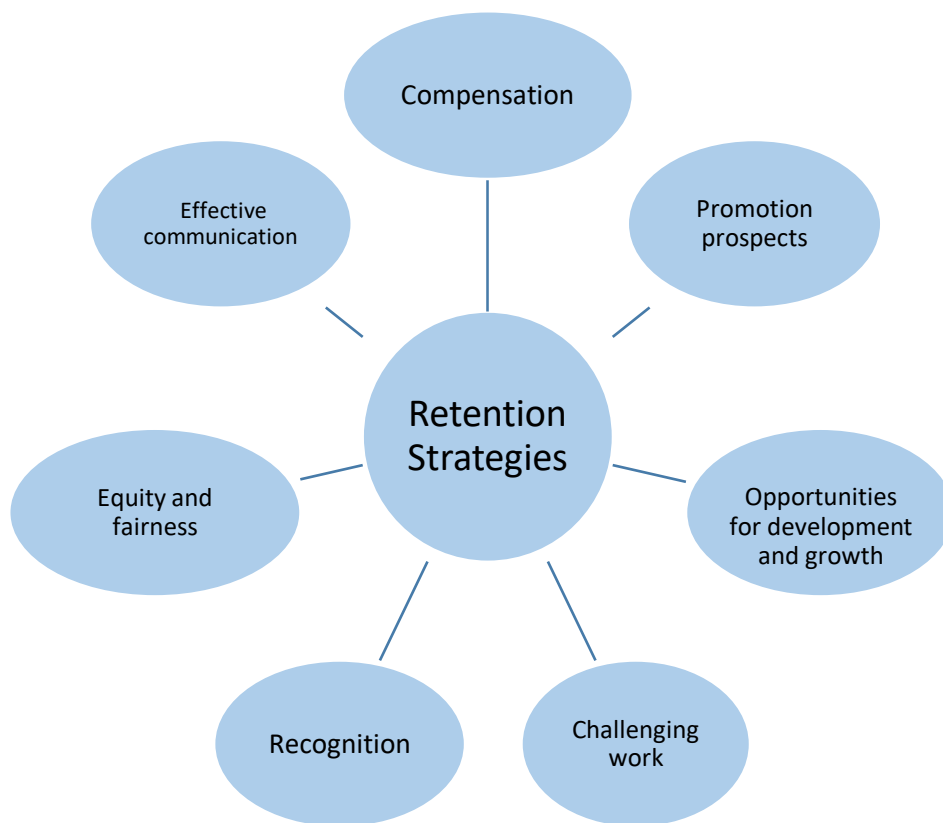 Compensation
Effective
communication
Promotion
prospects
Retention
Strategies
Equity and
fairness
Opportunities
for development
and growth
Recognition
Challenging
work